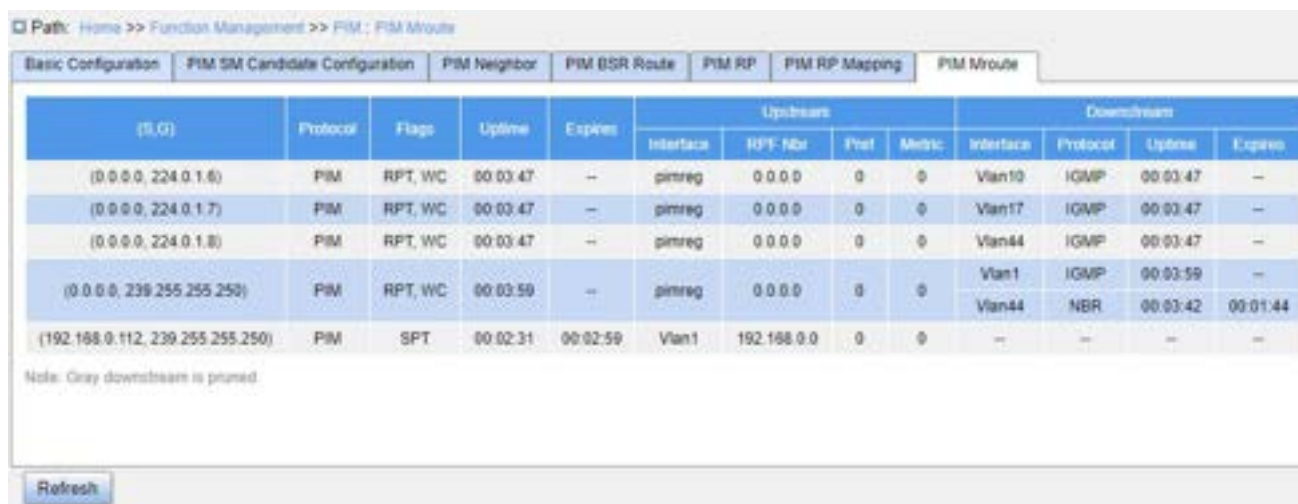 Path: Home >> Function Management >> PIM : PIM Mroute
Basic Configuration PIM SM Candidate Configuration PIM Neighbor PIM BSR Route PIM RP PIM RP Mapping PIM Mroute
(S,G) Protocol Flags Uptime Expires Upstream Downstream
Interface RPF Nbr Pref Metric Interface Protocol Uptime Expires
(0.0.0.0, 224.0.1.6) PIM RPT, WC 00:03:47 -- pimreg 0.0.0.0 0 0 Vlan10 IGMP 00:03:47 --
(0.0.0.0, 224.0.1.7) PIM RPT, WC 00:03:47 -- pimreg 0.0.0.0 0 0 Vlan17 IGMP 00:03:47 --
(0.0.0.0, 224.0.1.8) PIM RPT, WC 00:03:47 -- pimreg 0.0.0.0 0 0 Vlan44 IGMP 00:03:47 --
(0.0.0.0, 239.255.255.250) PIM RPT, WC 00:03:59 -- pimreg 0.0.0.0 0 0 Vlan1 IGMP 00:03:59 --
Vlan44 NBR 00:03:42 00:01:44
(192.168.0.112, 239.255.255.250) PIM SPT 00:02:31 00:02:59 Vlan1 192.168.0.0 0 0 -- -- -- --
Note: Gray downstream is pruned.
Refresh